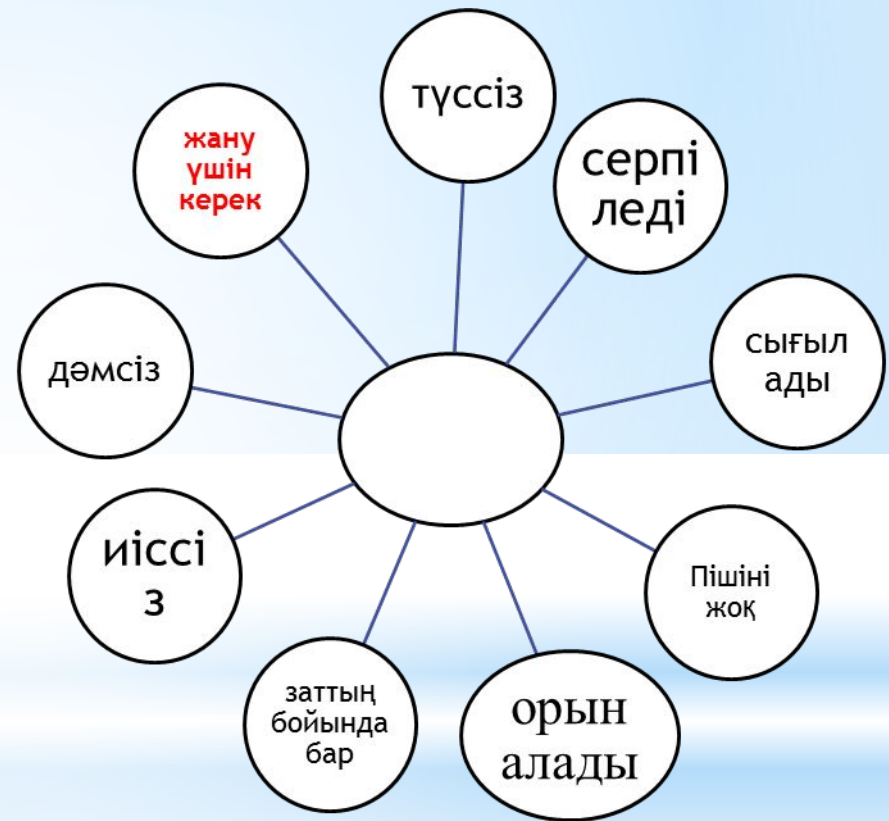 түссіз
жану
үшін
керек
серпі
леді
сығыл
ады
дәмсіз
иіссі
з
Пішіні
жоқ
заттың
бойында
бар
орын
алады